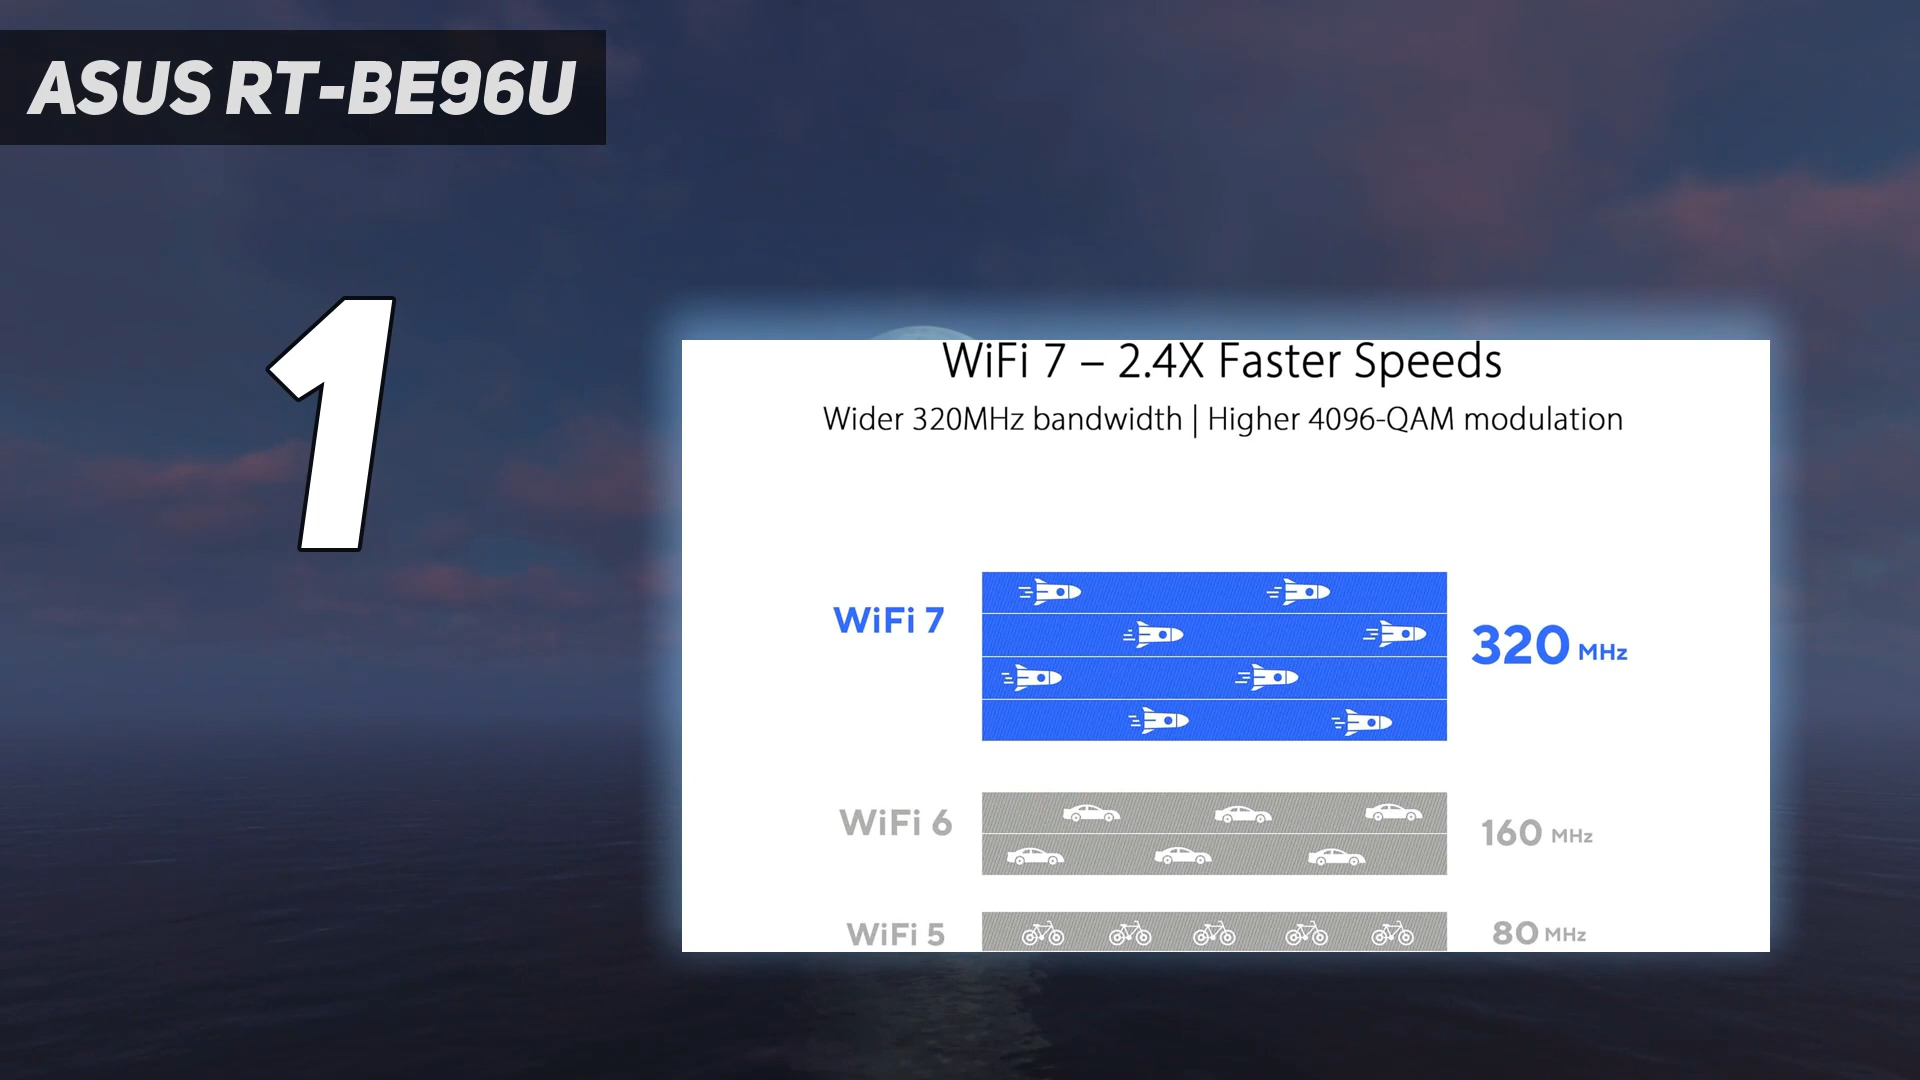 ASUS RT-BE96U
1
WiFi 7 – 2.4X Faster Speeds
Wider 320MHz bandwidth | Higher 4096-QAM modulation
WiFi 7
320 MHz
WiFi 6
160 MHz
WiFi 5
80 MHz